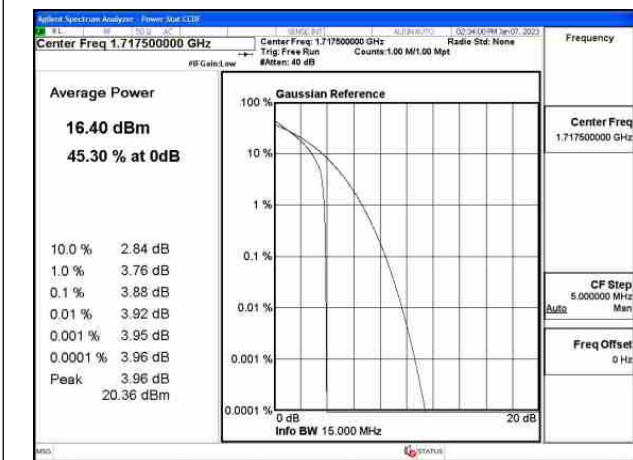 Agilent Spectrum Analyzer - Power Stat CCDF
RL RF 50 Ω AC SENSE:INT ALIGN AUTO 02:34:00 PM Jan 07, 2023
Center Freq 1.717500000 GHz
Center Freq: 1.717500000 GHz Radio Std: None
Trig: Free Run Counts:1.00 M/1.00 Mpt
#IFGain:Low #Atten: 40 dB
Frequency
Average Power
16.40 dBm
45.30 % at 0dB
10.0 % 2.84 dB
1.0 % 3.76 dB
0.1 % 3.88 dB
0.01 % 3.92 dB
0.001 % 3.95 dB
0.0001 % 3.96 dB
Peak 3.96 dB
20.36 dBm
Gaussian Reference
100 %
10 %
1 %
0.1 %
0.01 %
0.001 %
0.0001 %
0 dB 20 dB
Info BW 15.000 MHz
Center Freq
1.717500000 GHz
CF Step
5.000000 MHz
Auto Man
Freq Offset
0 Hz
MSG STATUS